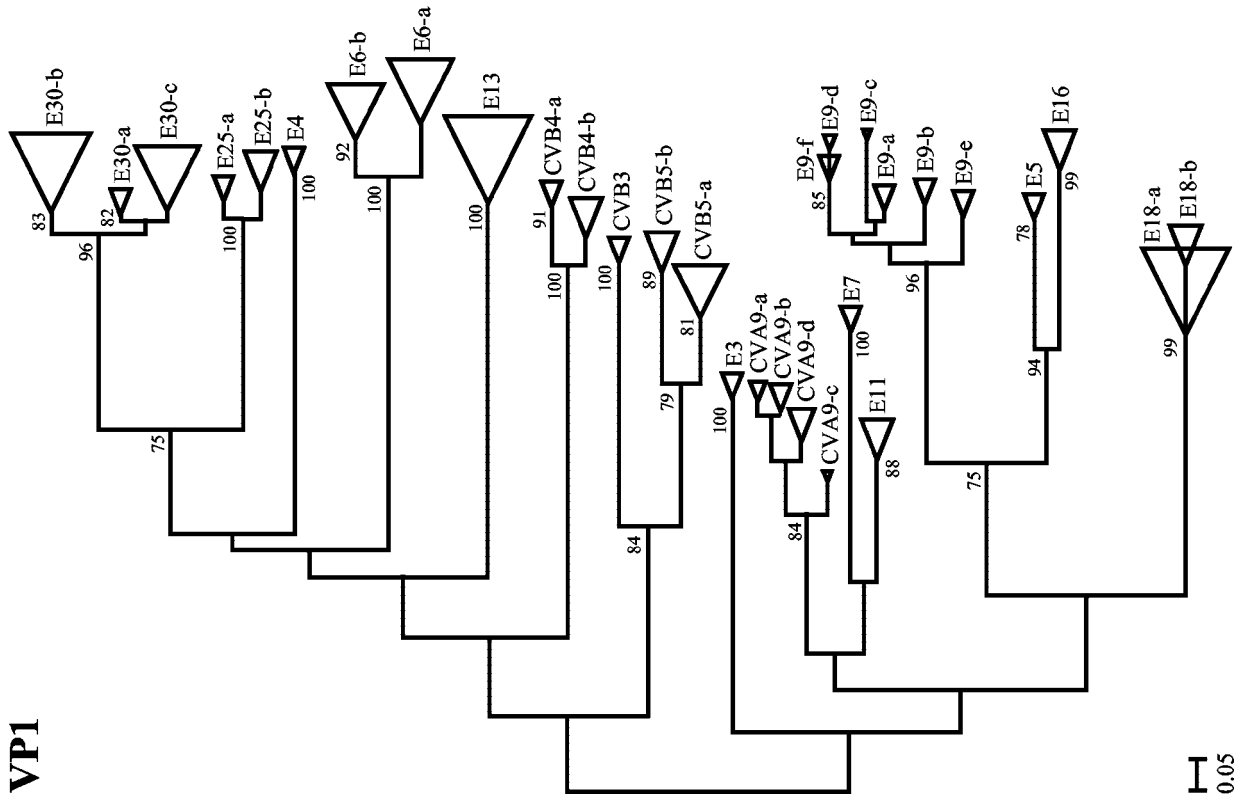 VP1
E30-b
83
E30-a
82
E30-c
96
E25-a
E25-b
100
75
E4
100
E6-b
92
E6-a
100
E13
100
CVB4-a
91
CVB4-b
100
CVB3
100
CVB5-b
89
CVB5-a
81
79
84
E3
100
CVA9-a
CVA9-b
CVA9-d
CVA9-c
84
E7
100
E11
88
E9-f
E9-d
85
E9-c
E9-a
E9-b
E9-e
96
E5
78
E16
99
94
75
E18-a
E18-b
99
0.05